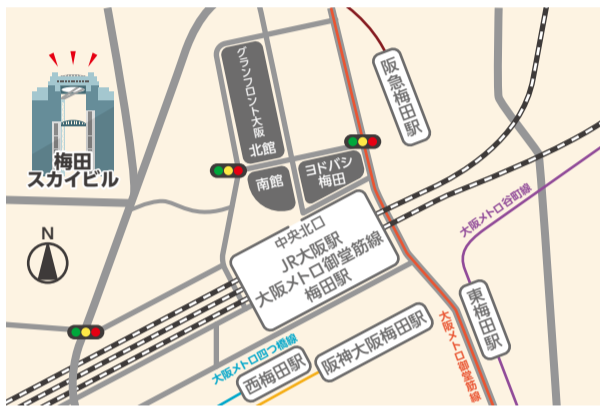 梅田
スカイビル
N
グランフロント大阪
北館
南館
ヨドバシ
梅田
阪急梅田駅
中央北口
JR大阪駅
大阪メトロ御堂筋線
梅田駅
大阪メトロ谷町線
東梅田駅
大阪メトロ御堂筋線
大阪メトロ四つ橋線
西梅田駅
阪神大阪梅田駅